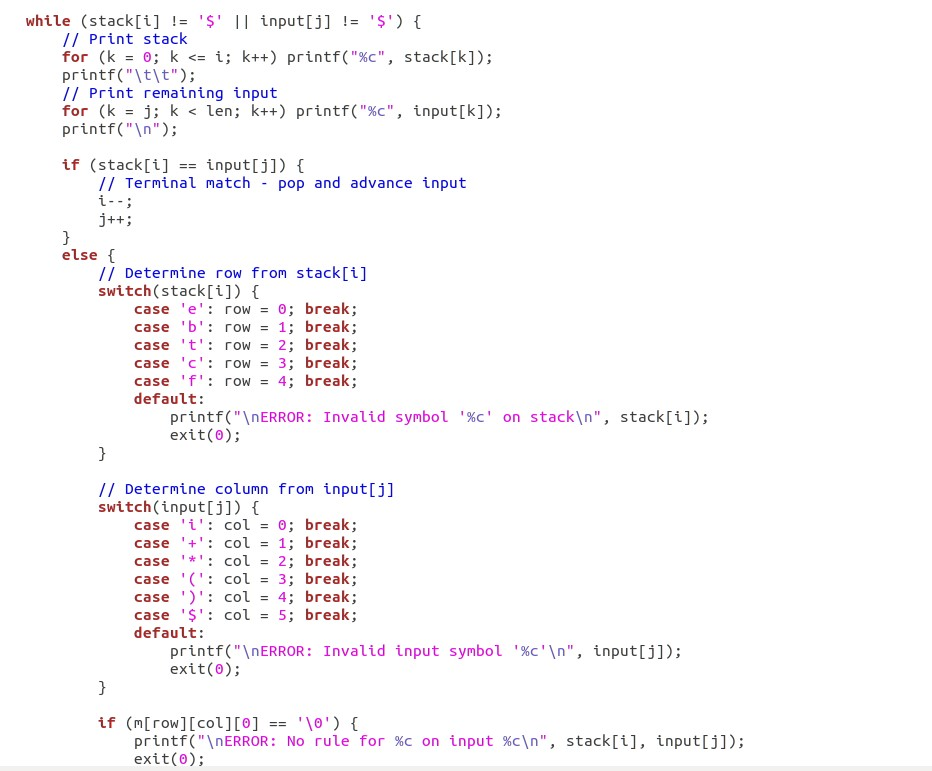 while (stack[i] != '$' || input[j] != '$') {
    // Print stack
    for (k = 0; k <= i; k++) printf("%c", stack[k]);
    printf("\t\t");
    // Print remaining input
    for (k = j; k < len; k++) printf("%c", input[k]);
    printf("\n");

    if (stack[i] == input[j]) {
        // Terminal match - pop and advance input
        i--;
        j++;
    }
    else {
        // Determine row from stack[i]
        switch(stack[i]) {
            case 'e': row = 0; break;
            case 'b': row = 1; break;
            case 't': row = 2; break;
            case 'c': row = 3; break;
            case 'f': row = 4; break;
            default:
                printf("\nERROR: Invalid symbol '%c' on stack\n", stack[i]);
                exit(0);
        }

        // Determine column from input[j]
        switch(input[j]) {
            case 'i': col = 0; break;
            case '+': col = 1; break;
            case '*': col = 2; break;
            case '(': col = 3; break;
            case ')': col = 4; break;
            case '$': col = 5; break;
            default:
                printf("\nERROR: Invalid input symbol '%c'\n", input[j]);
                exit(0);
        }

        if (m[row][col][0] == '\0') {
            printf("\nERROR: No rule for %c on input %c\n", stack[i], input[j]);
            exit(0);